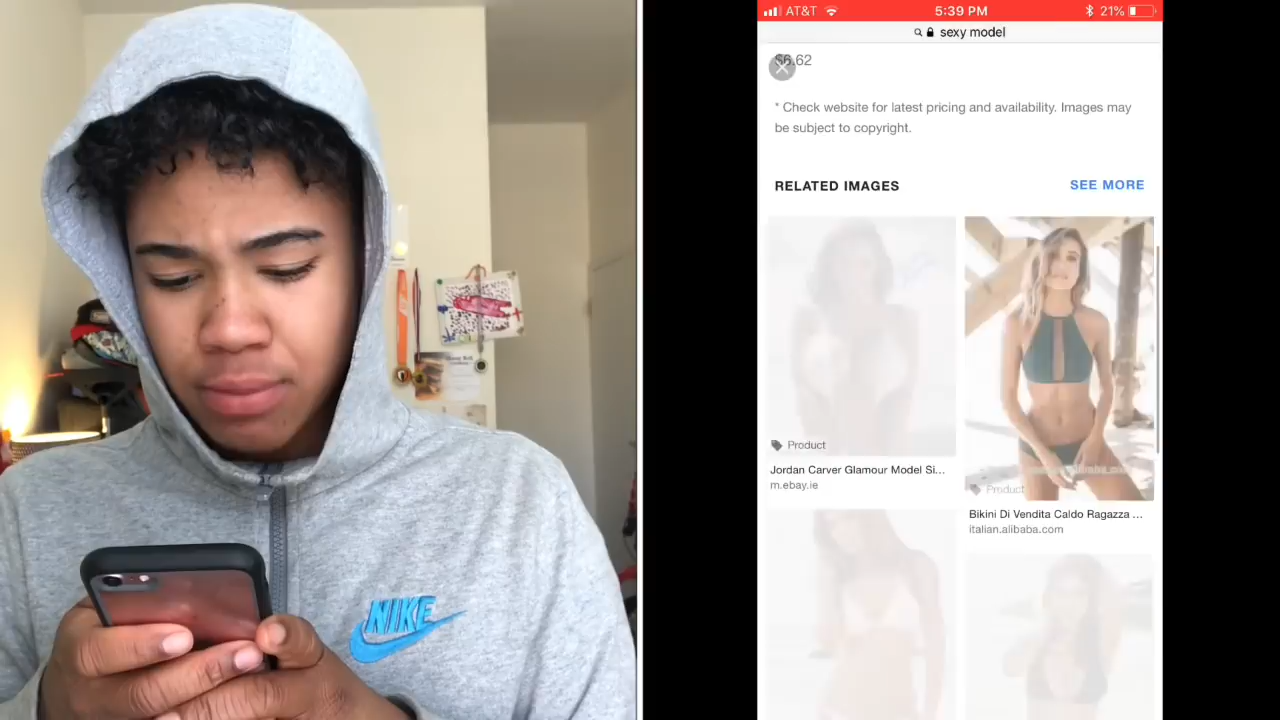 NIKE
AT&T
5:39 PM
21%
sexy model
$6.62
* Check website for latest pricing and availability. Images may
be subject to copyright.
RELATED IMAGES
SEE MORE
Product
Jordan Carver Glamour Model Si...
m.ebay.ie
Product
Bikini Di Vendita Caldo Ragazza ...
italian.alibaba.com